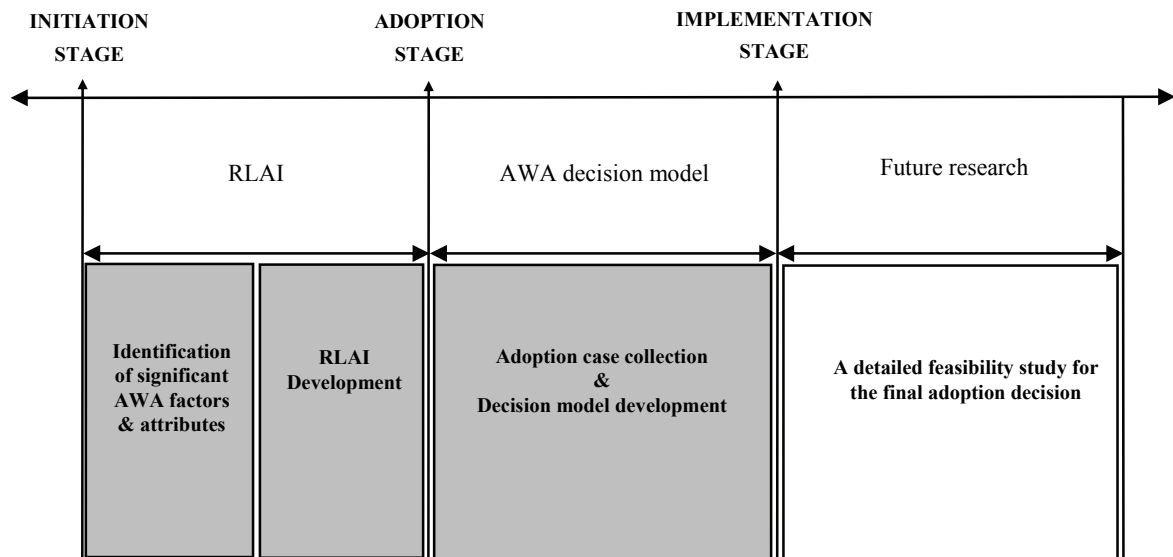 INITIATION
STAGE
ADOPTION
STAGE
IMPLEMENTATION
STAGE
RLAI
AWA decision model
Future research
Identification
of significant
AWA factors
& attributes
RLAI
Development
Adoption case collection
&
Decision model development
A detailed feasibility study for
the final adoption decision